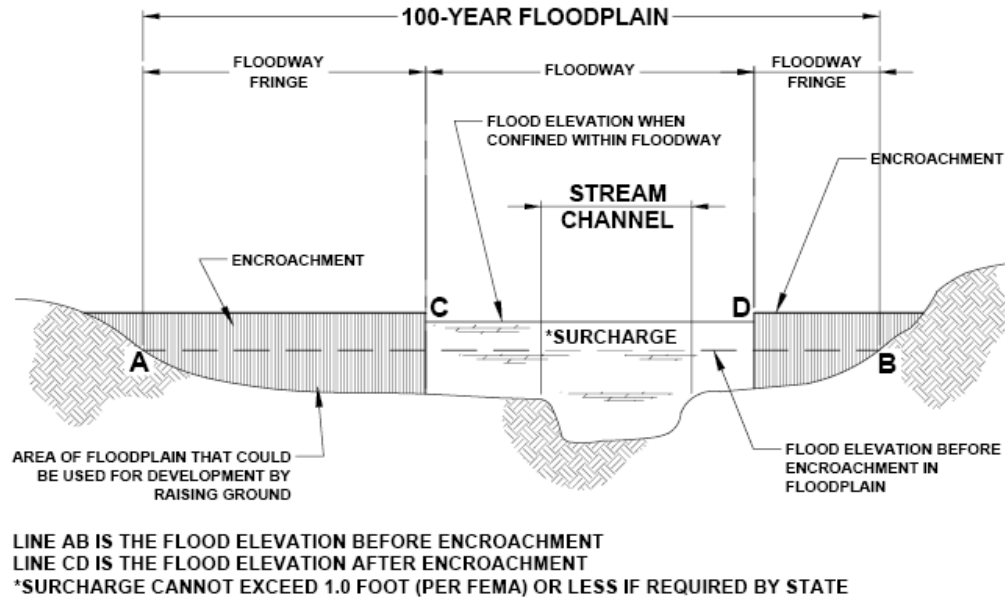 100-YEAR FLOODPLAIN
FLOODWAY
FRINGE
FLOODWAY
FLOODWAY
FRINGE
FLOOD ELEVATION WHEN
CONFINED WITHIN FLOODWAY
ENCROACHMENT
STREAM
CHANNEL
ENCROACHMENT
C
D
*SURCHARGE
A
B
AREA OF FLOODPLAIN THAT COULD
BE USED FOR DEVELOPMENT BY
RAISING GROUND
FLOOD ELEVATION BEFORE
ENCROACHMENT IN
FLOODPLAIN
LINE AB IS THE FLOOD ELEVATION BEFORE ENCROACHMENT
LINE CD IS THE FLOOD ELEVATION AFTER ENCROACHMENT
*SURCHARGE CANNOT EXCEED 1.0 FOOT (PER FEMA) OR LESS IF REQUIRED BY STATE